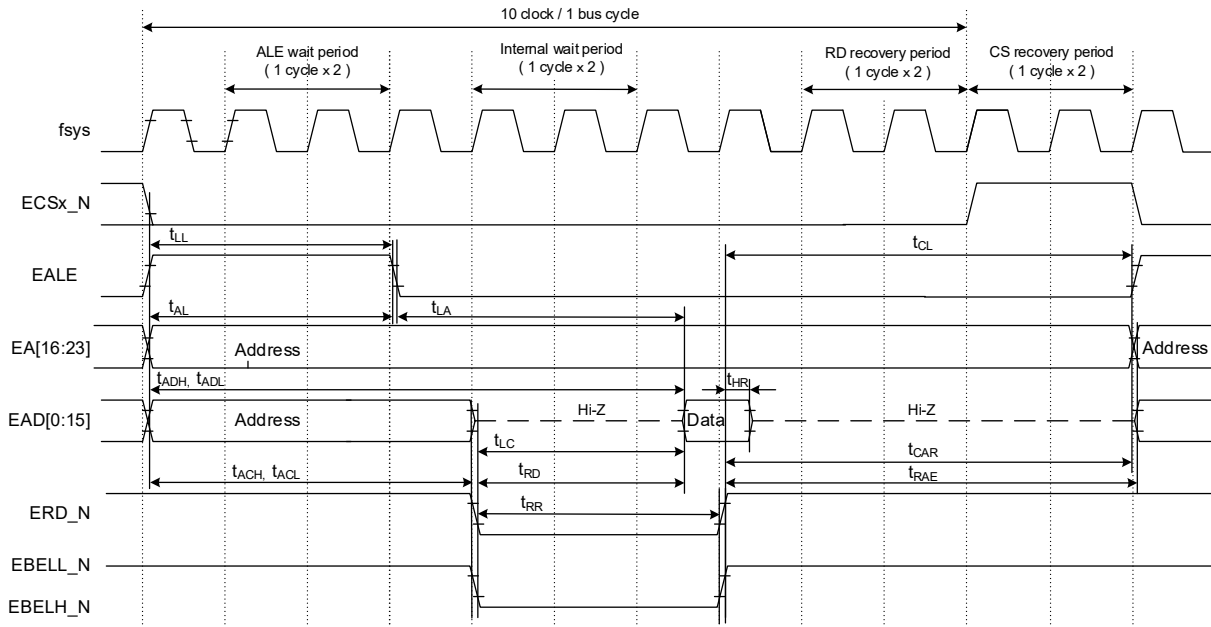 10 clock / 1 bus cycle
ALE wait period
( 1 cycle x 2 )
Internal wait period
( 1 cycle x 2 )
RD recovery period
( 1 cycle x 2 )
CS recovery period
( 1 cycle x 2 )
fsys
ECSx_N
tLL
tCL
EALE
tAL
tLA
EA[16:23]
Address
Address
tADH, tADL
tHR
EAD[0:15]
Address
Hi-Z
Data
Hi-Z
tLC
tCAR
tACH, tACL
tRD
tRAE
ERD_N
tRR
EBELL_N
EBELH_N